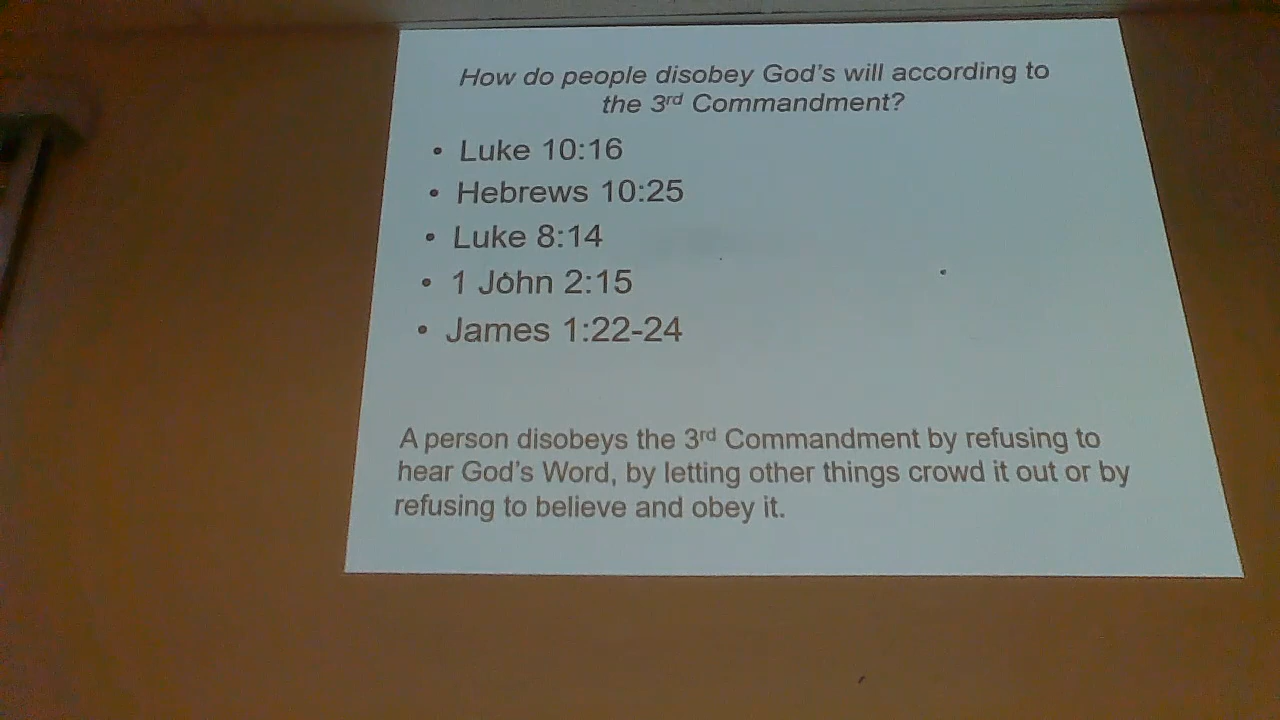 How do people disobey God's will according to
the 3rd Commandment?
• Luke 10:16
• Hebrews 10:25
• Luke 8:14
• 1 John 2:15
• James 1:22-24
A person disobeys the 3rd Commandment by refusing to
hear God's Word, by letting other things crowd it out or by
refusing to believe and obey it.